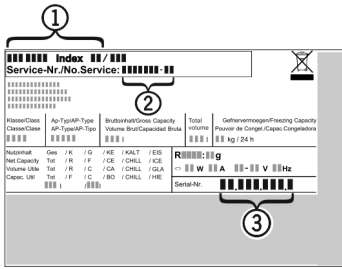 1
Index /
Service-Nr./No.Service: -
2
Klasse/Class Ap-Typ/AP-Type Bruttoinhalt/Gross Capacity Total Gefriervermoegen/Freezing Capacity
Classe/Clase AP-Type/AP-Tipo Volume Brut/Capacidad Bruta volume Pouvoir de Congel./Capac.Congeladora
l l kg / 24 h
Nutzinhalt Ges / K / G / KE / KALT / EIS
Net.Capacity Tot / R / F / CE / CHILL / ICE
Volume Utile Tot / R / C / CA / CHILL / GLA
Capac. Util Tot / F / C / BO / CHILL / HIE
l / l
R : g
W A - V Hz
Serial-Nr. . . .
3